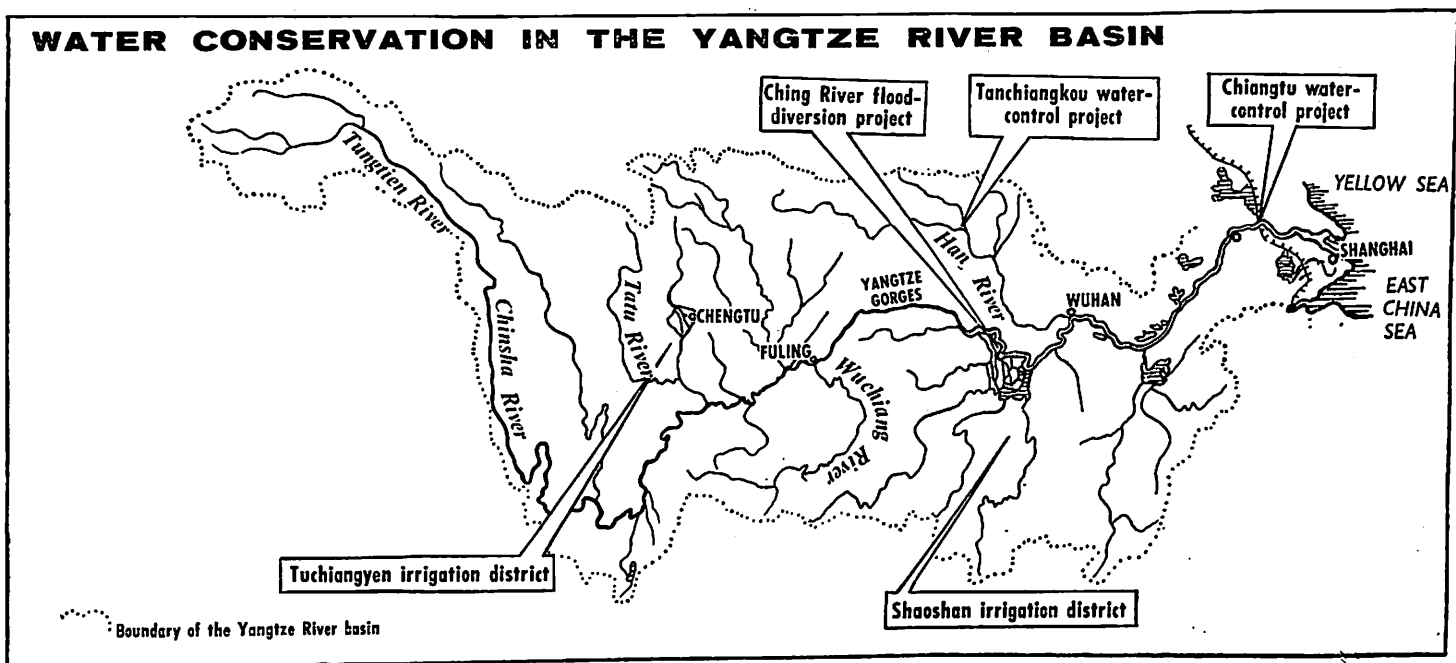 WATER CONSERVATION IN THE YANGTZE RIVER BASIN
Ching River flood-
diversion project
Tanchiangkou water-
control project
Chiangtu water-
control project
Tungtien River
YELLOW SEA
SHANGHAI
Han River
EAST
CHINA
SEA
YANGTZE
GORGES
WUHAN
Tatu River
CHENGTU
Chinsha River
FULING
Wuchiang River
Tuchiangyen irrigation district
Shaoshan irrigation district
Boundary of the Yangtze River basin